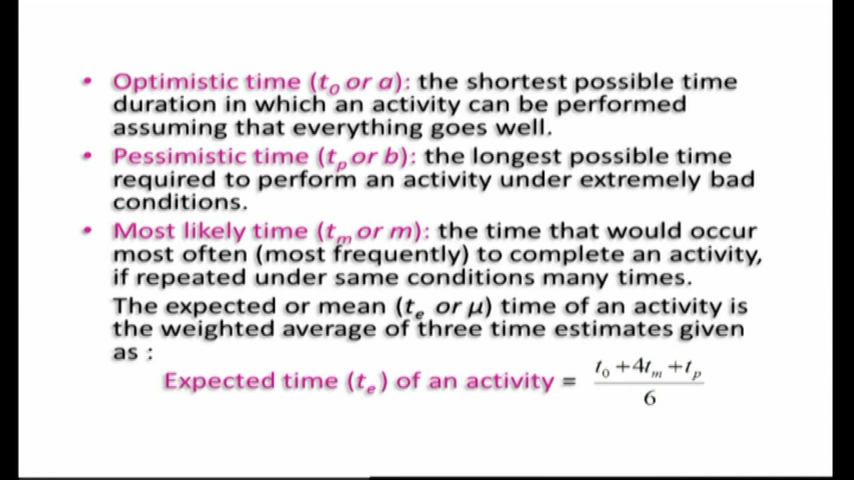 • Optimistic time (t₀ or a): the shortest possible time
duration in which an activity can be performed
assuming that everything goes well.
• Pessimistic time (tₚ or b): the longest possible time
required to perform an activity under extremely bad
conditions.
• Most likely time (tₘ or m): the time that would occur
most often (most frequently) to complete an activity,
if repeated under same conditions many times.
The expected or mean (tₑ or μ) time of an activity is
the weighted average of three time estimates given
as :
Expected time (tₑ) of an activity = (t₀ +4tₘ +tₚ) / 6